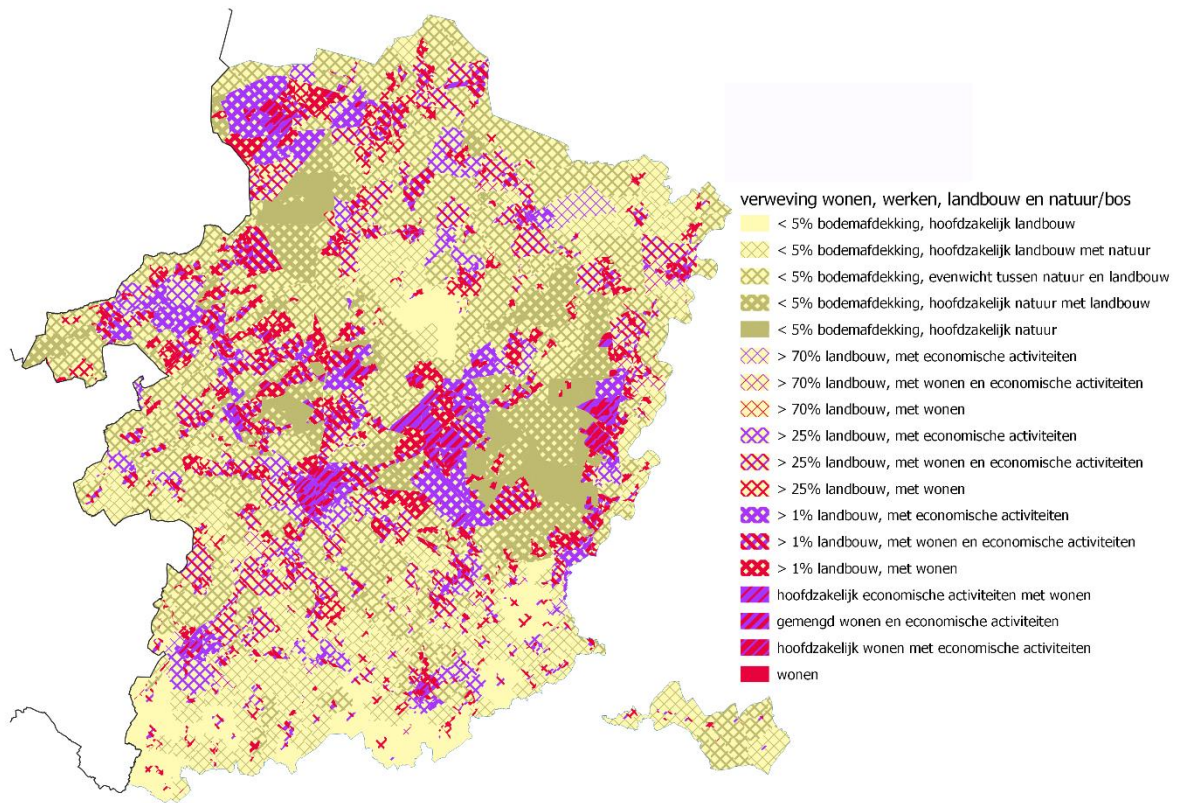 verweving wonen, werken, landbouw en natuur/bos
< 5% bodemafdekking, hoofdzakelijk landbouw
< 5% bodemafdekking, hoofdzakelijk landbouw met natuur
< 5% bodemafdekking, evenwicht tussen natuur en landbouw
< 5% bodemafdekking, hoofdzakelijk natuur met landbouw
< 5% bodemafdekking, hoofdzakelijk natuur
> 70% landbouw, met economische activiteiten
> 70% landbouw, met wonen en economische activiteiten
> 70% landbouw, met wonen
> 25% landbouw, met economische activiteiten
> 25% landbouw, met wonen en economische activiteiten
> 25% landbouw, met wonen
> 1% landbouw, met economische activiteiten
> 1% landbouw, met wonen en economische activiteiten
> 1% landbouw, met wonen
hoofdzakelijk economische activiteiten met wonen
gemengd wonen en economische activiteiten
hoofdzakelijk wonen met economische activiteiten
wonen